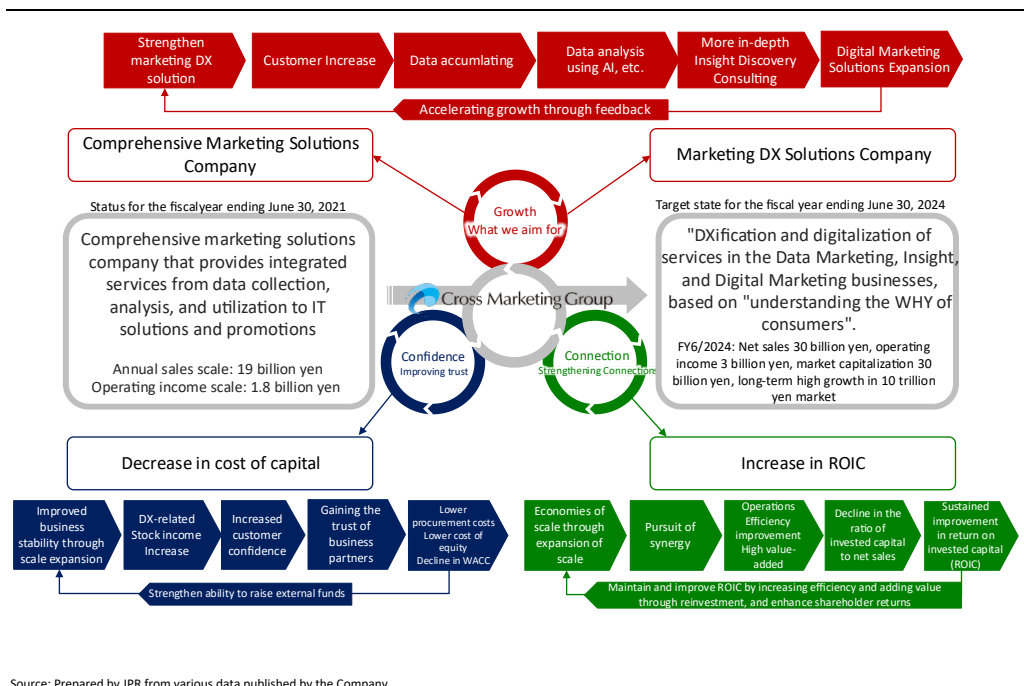 Strengthen
marketing DX
solution
Customer Increase
Data accumlating
Data analysis
using AI, etc.
More in-depth
Insight Discovery
Consulting
Digital Marketing
Solutions Expansion
Accelerating growth through feedback
Comprehensive Marketing Solutions
Company
Marketing DX Solutions Company
Growth
What we aim for
Status for the fiscalyear ending June 30, 2021
Comprehensive marketing solutions
company that provides integrated
services from data collection,
analysis, and utilization to IT
solutions and promotions
Annual sales scale: 19 billion yen
Operating income scale: 1.8 billion yen
Target state for the fiscal year ending June 30, 2024
"DXification and digitalization of
services in the Data Marketing, Insight,
and Digital Marketing businesses,
based on "understanding the WHY of
consumers".
FY6/2024: Net sales 30 billion yen, operating
income 3 billion yen, market capitalization 30
billion yen, long-term high growth in 10 trillion
yen market
Cross Marketing Group
Confidence
Improving trust
Connection
Strengthening Connections
Decrease in cost of capital
Increase in ROIC
Improved
business
stability through
scale expansion
DX-related
Stock income
Increase
Increased
customer
confidence
Gaining the
trust of
business
partners
Lower
procurement costs
Lower cost of
equity
Decline in WACC
Strengthen ability to raise external funds
Economies of
scale through
expansion of
scale
Pursuit of
synergy
Operations
Efficiency
improvement
High value-
added
Decline in the
ratio of
invested capital
to net sales
Sustained
improvement
in return on
invested capital
(ROIC)
Maintain and improve ROIC by increasing efficiency and adding value
through reinvestment, and enhance shareholder returns
Source: Prepared by JPR from various data published by the Company